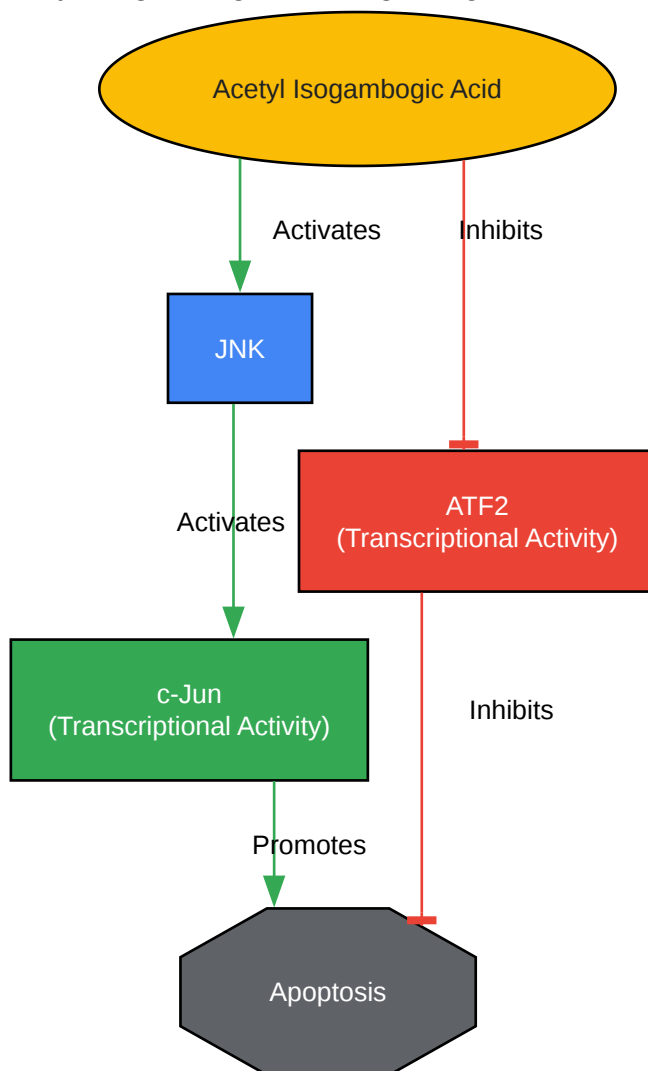 Acetyl Isogambogic Acid
Activates
Inhibits
JNK
ATF2
(Transcriptional Activity)
Activates
c-Jun
(Transcriptional Activity)
Inhibits
Promotes
Apoptosis